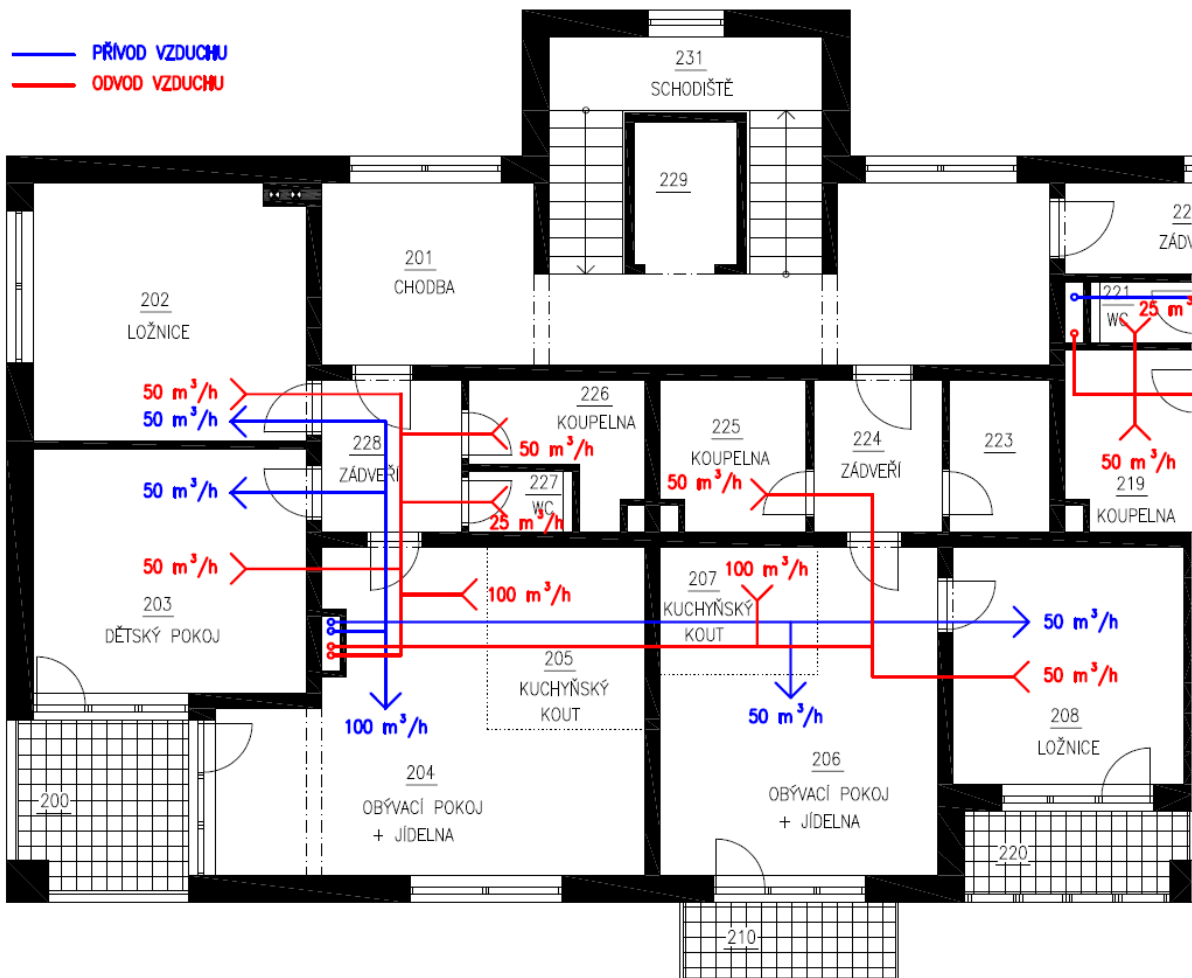 PŘÍVOD VZDUCHU
ODVOD VZDUCHU
231
SCHODIŠTĚ
229
201
CHODBA
202
LOŽNICE
22
ZÁDV
221
WC
25 m³
50 m³/h
50 m³/h
228
ZÁDVEŘÍ
226
KOUPELNA
50 m³/h
225
KOUPELNA
50 m³/h
224
ZÁDVEŘÍ
223
50 m³/h
219
KOUPELNA
50 m³/h
227
WC
25 m³/h
50 m³/h
203
DĚTSKÝ POKOJ
100 m³/h
100 m³/h
207
KUCHYŇSKÝ
KOUT
50 m³/h
50 m³/h
205
KUCHYŇSKÝ
KOUT
100 m³/h
50 m³/h
208
LOŽNICE
204
OBÝVACÍ POKOJ
+ JÍDELNA
206
OBÝVACÍ POKOJ
+ JÍDELNA
200
220
210